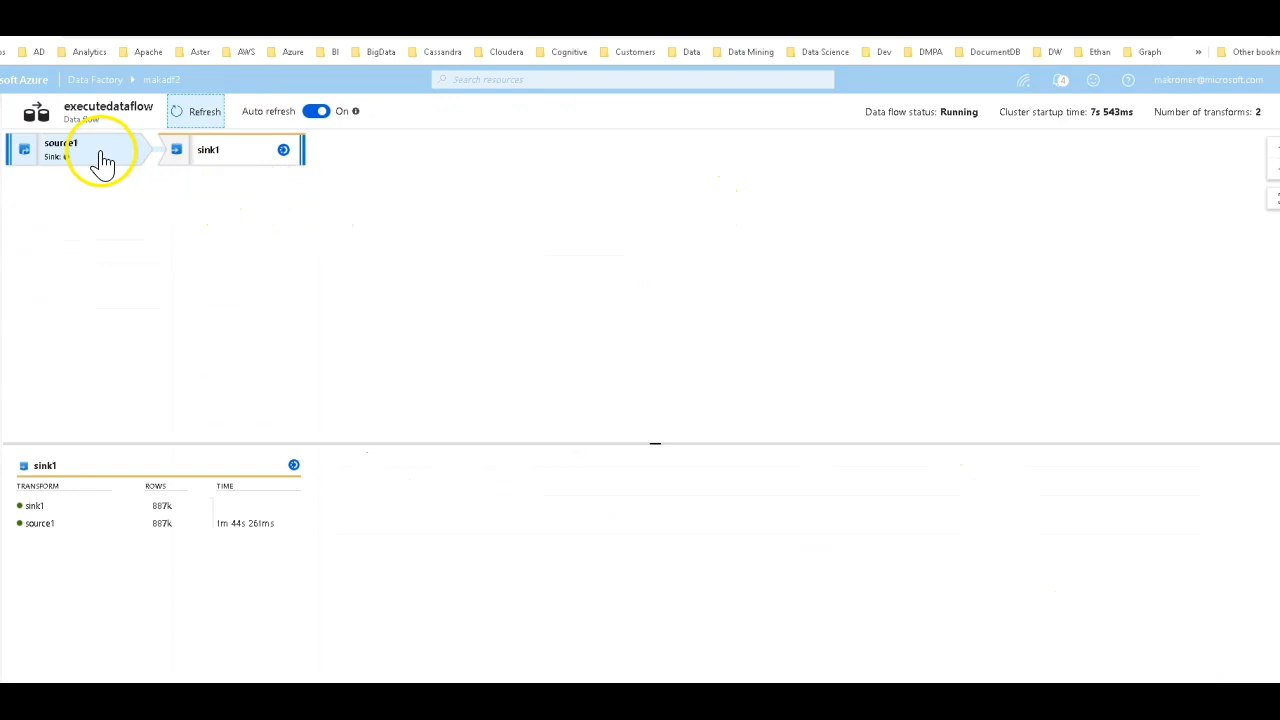 os AD Analytics Apache Aster AWS Azure BI BigData Cassandra Cloudera Cognitive Customers Data Data Mining Data Science Dev DMPA DocumentDB DW Ethan Graph » Other bookm
soft Azure Data Factory makadf2 Search resources 4 makromer@microsoft.com
executedataflow Refresh Auto refresh On Data flow status: Running Cluster startup time: 7s 543ms Number of transforms: 2
Data flow
source1 sink1
Sink:
sink1
TRANSFORM ROWS TIME
sink1 887k
source1 887k 1m 44s 261ms